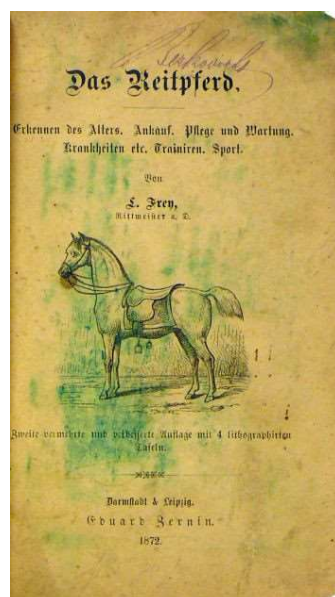 Das Reitpferd.
Erkennen des Alters. Ankauf. Pflege und Wartung.
Krankheiten etc. Trainiren. Sport.
Von
L. Frey,
Rittmeister a. D.
Zweite vermehrte und verbesserte Auflage mit 4 lithographirten
Tafeln.
Darmstadt & Leipzig.
Eduard Zernin.
1872.